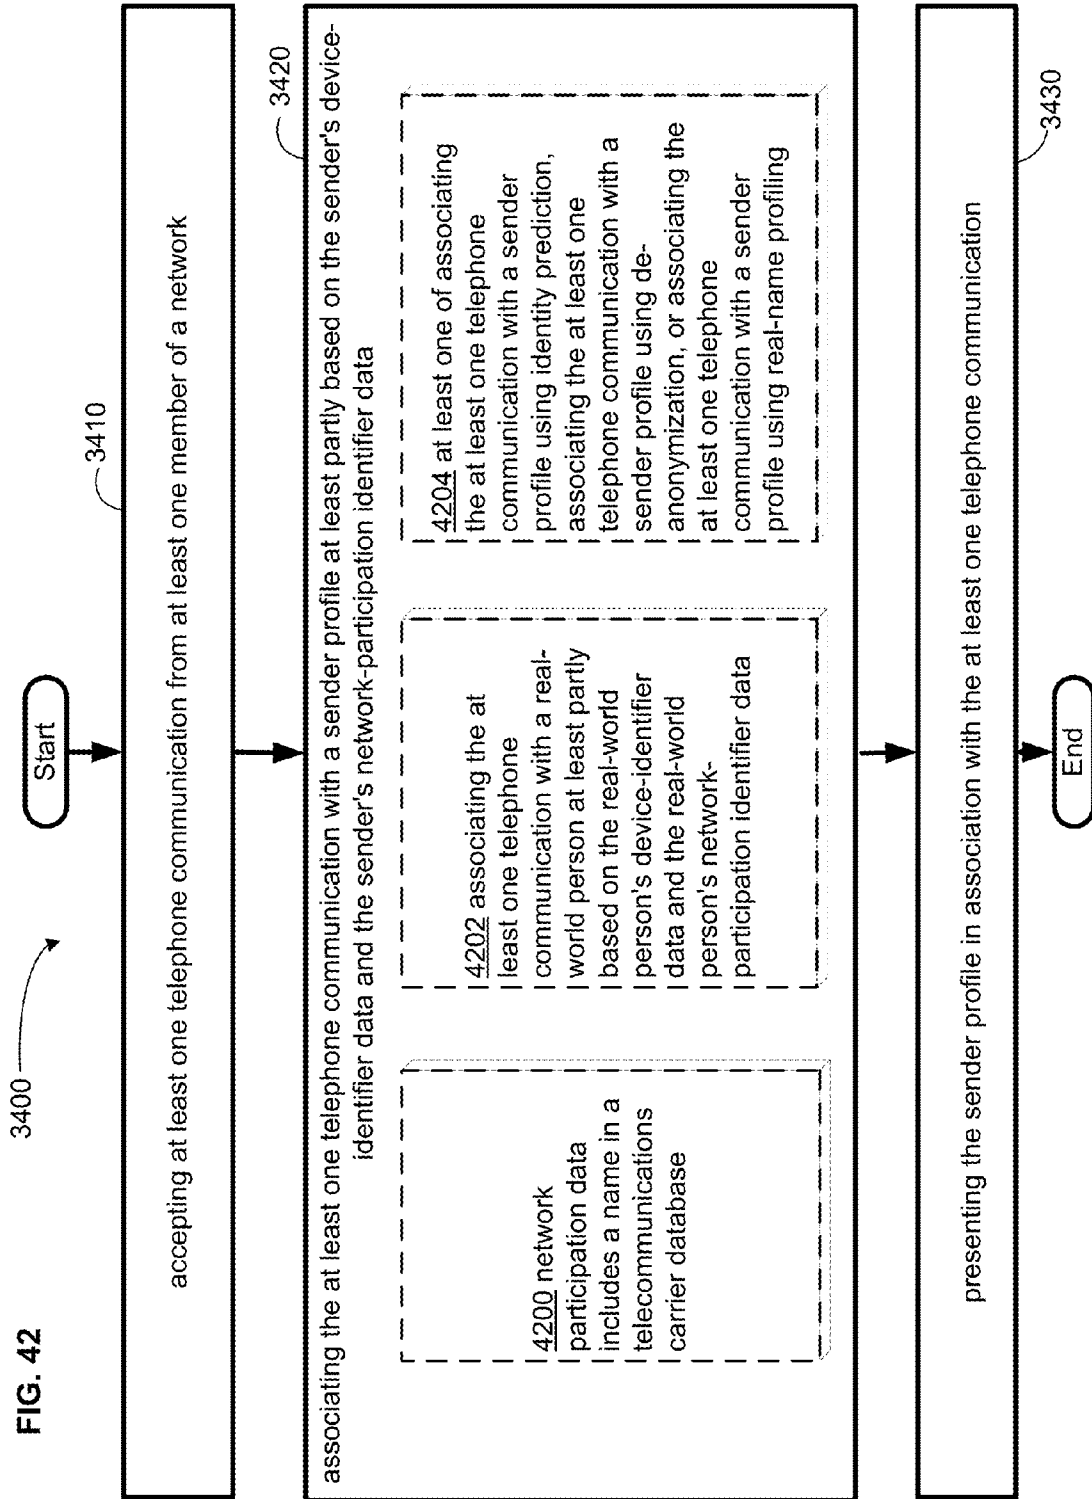 FIG. 42
3400
Start
3410
accepting at least one telephone communication from at least one member of a network
3420
associating the at least one telephone communication with a sender profile at least partly based on the sender's device-
identifier data and the sender's network-participation identifier data
4200 network
participation data
includes a name in a
telecommunications
carrier database
4202 associating the at
least one telephone
communication with a real-
world person at least partly
based on the real-world
person's device-identifier
data and the real-world
person's network-
participation identifier data
4204 at least one of associating
the at least one telephone
communication with a sender
profile using identity prediction,
associating the at least one
telephone communication with a
sender profile using de-
anonymization, or associating the
at least one telephone
communication with a sender
profile using real-name profiling
3430
presenting the sender profile in association with the at least one telephone communication
End